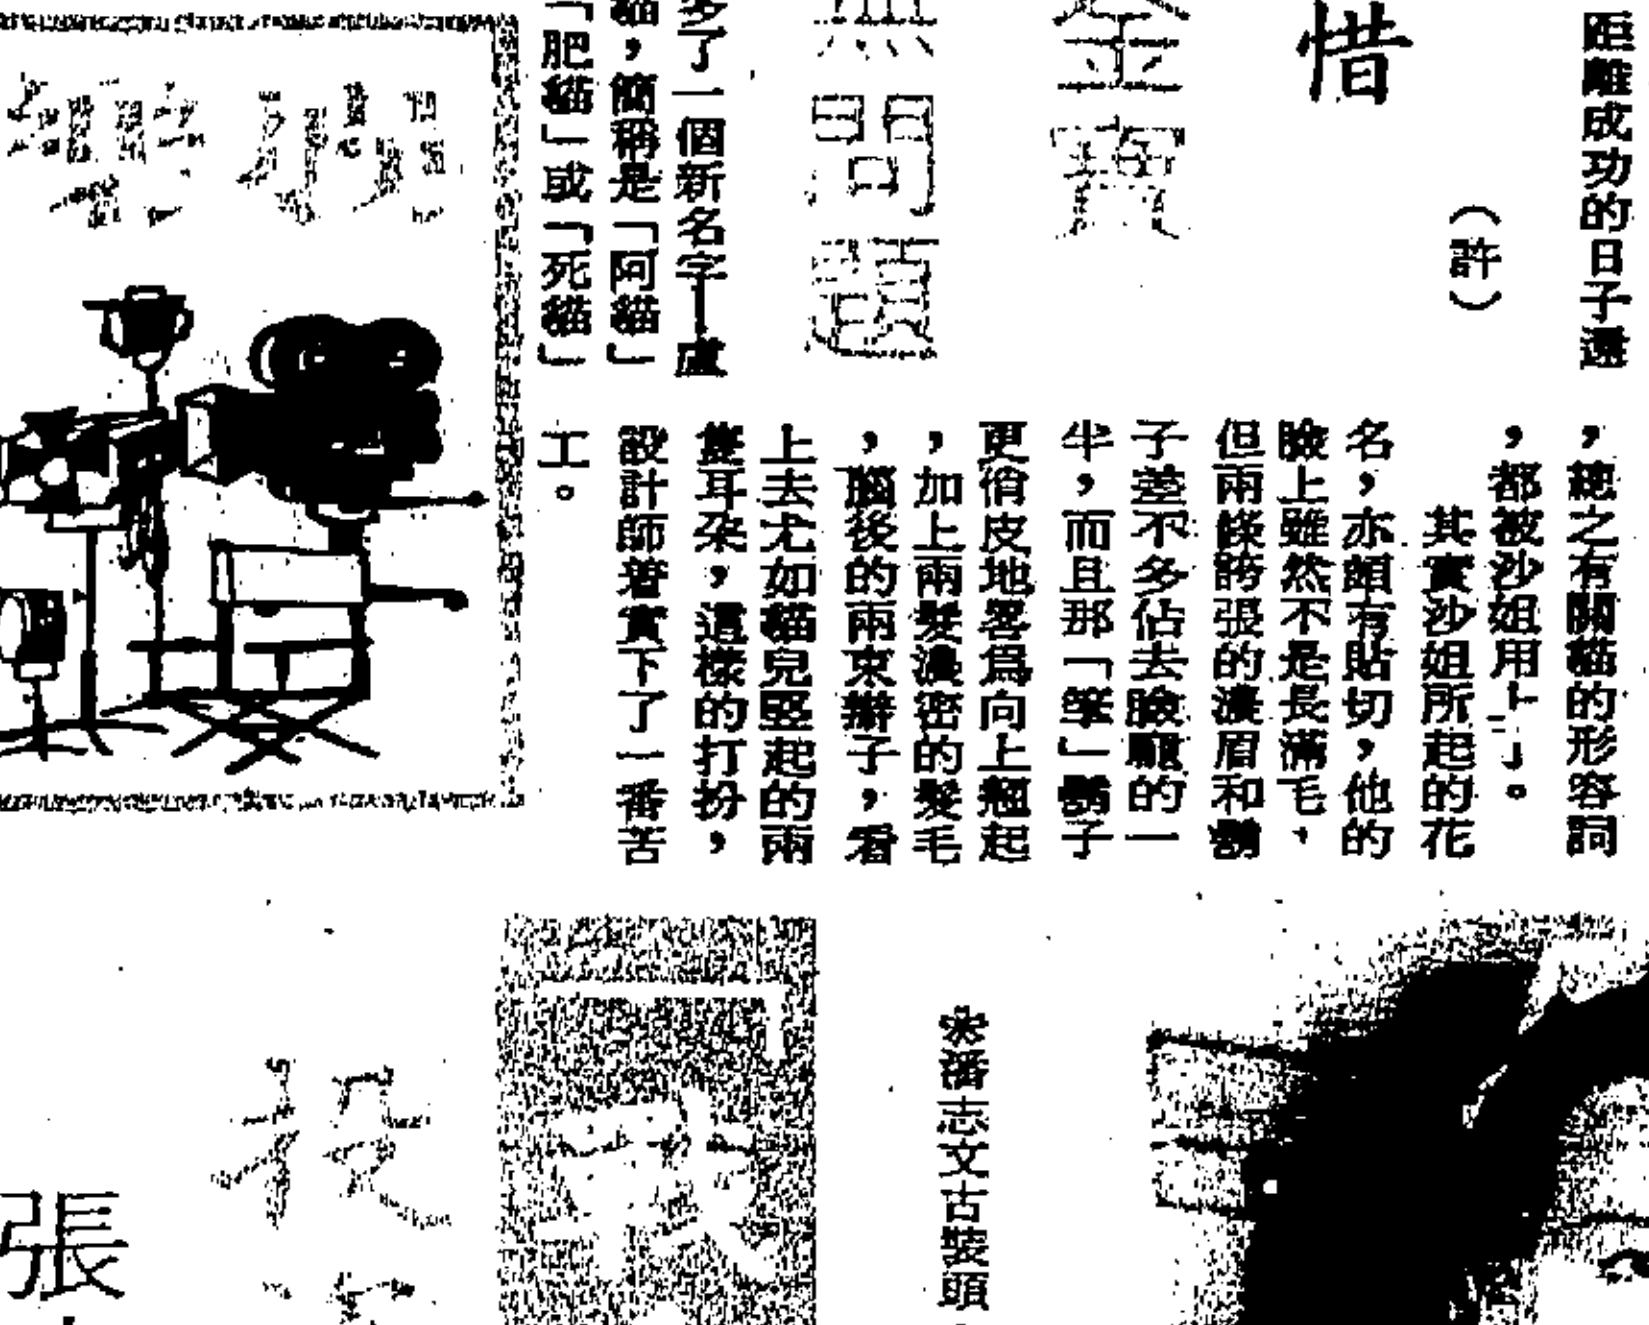 距離成功的日子還
（許）
惜
金寶
無問題
多了一個新名字——盧
貓，簡稱是「阿貓」
「肥貓」或「死貓」
，總之有關貓的形容詞
，都被沙姐用上了。
其實沙姐所起的花
名，亦頗有貼切，他的
臉上雖然不是長滿毛，
但兩條誇張的濃眉和鬍
子差不多佔去臉龐的一
半，而且那「撃」鬍子
更俏皮地畧爲向上翹起
，加上兩髮濃密的髮毛
，腦後的兩束辮子，看
上去尤如貓兒竪起的兩
隻耳朶，這樣的打扮，
設計師着實下了一番苦
工。
志文古裝頭
投
張